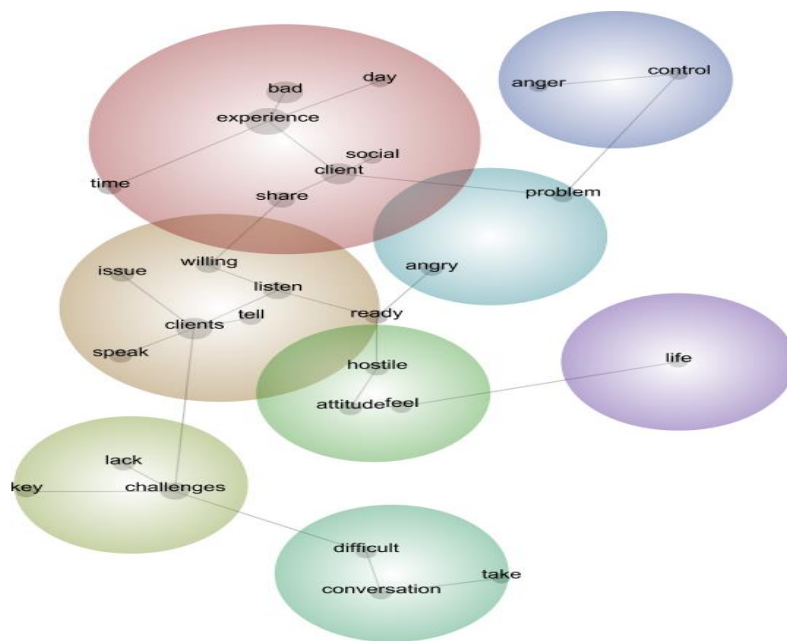 bad
day
anger
control
experience
social
client
time
share
problem
willing
issue
angry
listen
tell
ready
clients
speak
hostile
life
attitude
feel
lack
key
challenges
difficult
take
conversation